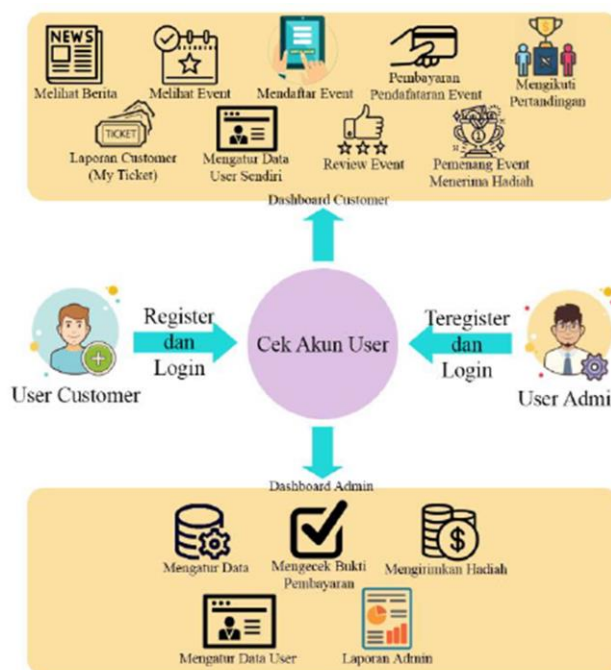 NEWS
Melihat Berita
Melihat Event
Mendaftar Event
Pembayaran
Pendafataran Event
Mengikuti
Pertandingan
TICKET
Laporan Customer
(My Ticket)
Mengatur Data
User Sendiri
Review Event
1
Pemenang Event
Menerima Hadiah
Dashboard Customer
Register
dan
Login
User Customer
Cek Akun User
Teregister
dan
Login
User Admi
Dashboard Admin
Mengatur Data
Mengecek Bukti
Pembayaran
$
Mengirimkan Hadiah
Mengatur Data User
Laporan Admin